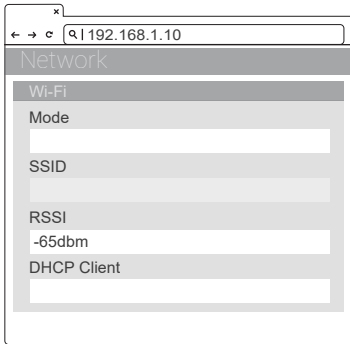 192.168.1.10
Network
Wi-Fi
Mode
SSID
RSSI
-65dbm
DHCP Client